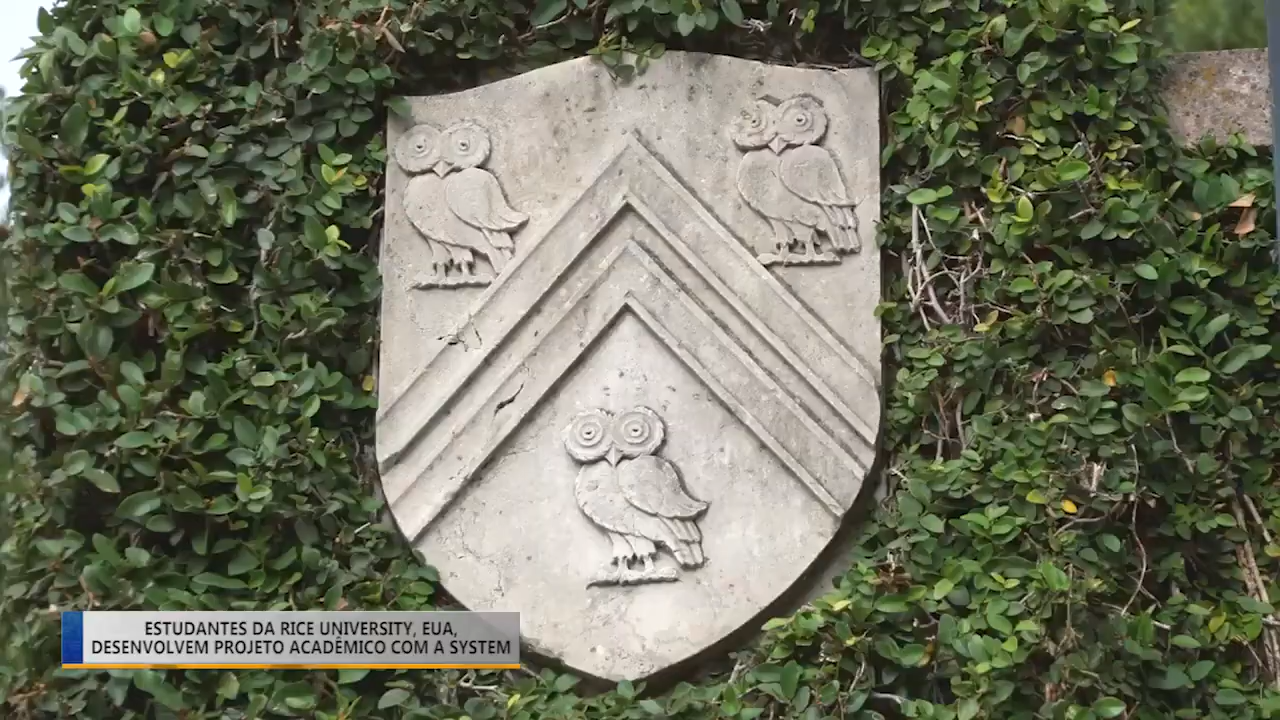 ESTUDANTES DA RICE UNIVERSITY, EUA,
DESENVOLVEM PROJETO ACADÊMICO COM A SYSTEM